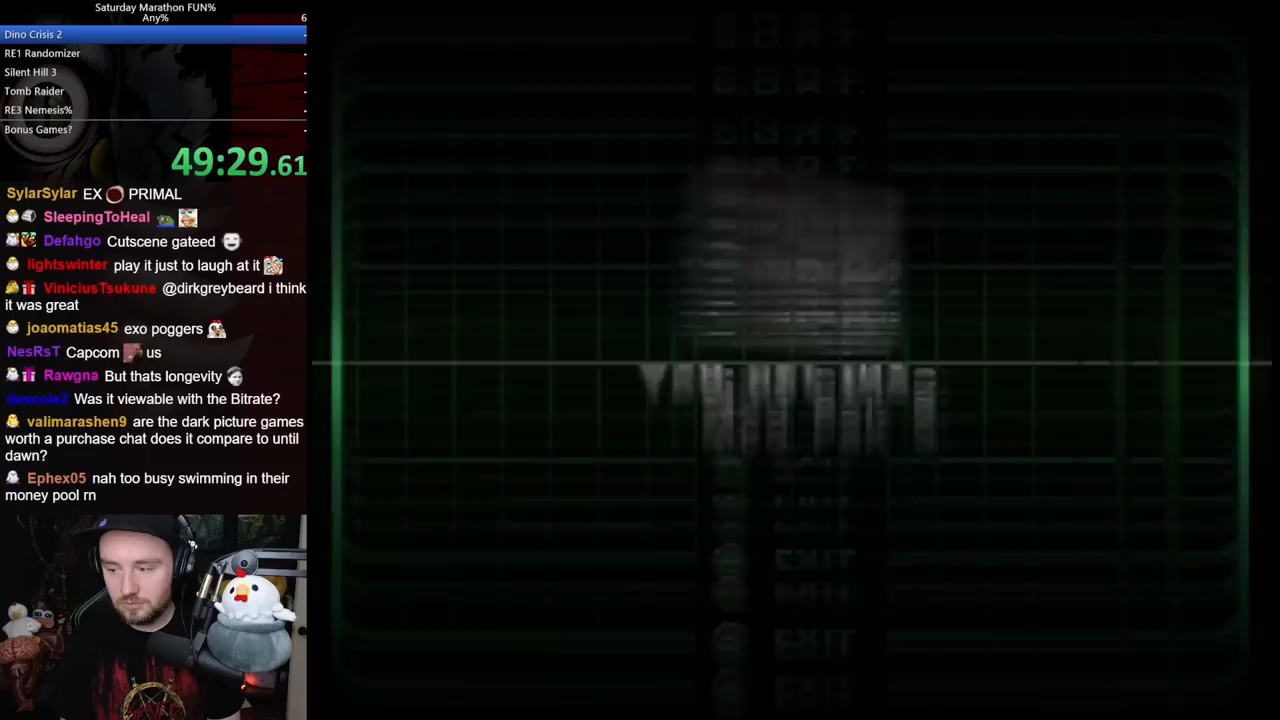 Saturday Marathon FUN%
Any%
6
Dino Crisis 2 -
RE1 Randomizer -
Silent Hill 3 -
Tomb Raider -
RE3 Nemesis% -
Bonus Games? -
49:29.61
SylarSylar EX PRIMAL
SleepingToHeal
Defahgo Cutscene gateed
lightswinter play it just to laugh at it
ViniciusTsukune @dirkgreybeard i think
it was great
joaomatias45 exo poggers
NesRsT Capcom us
Rawgna But thats longevity
descole2 Was it viewable with the Bitrate?
valimarashen9 are the dark picture games
worth a purchase chat does it compare to until
dawn?
Ephex05 nah too busy swimming in their
money pool rn
EXIT
EXIT
EXIT